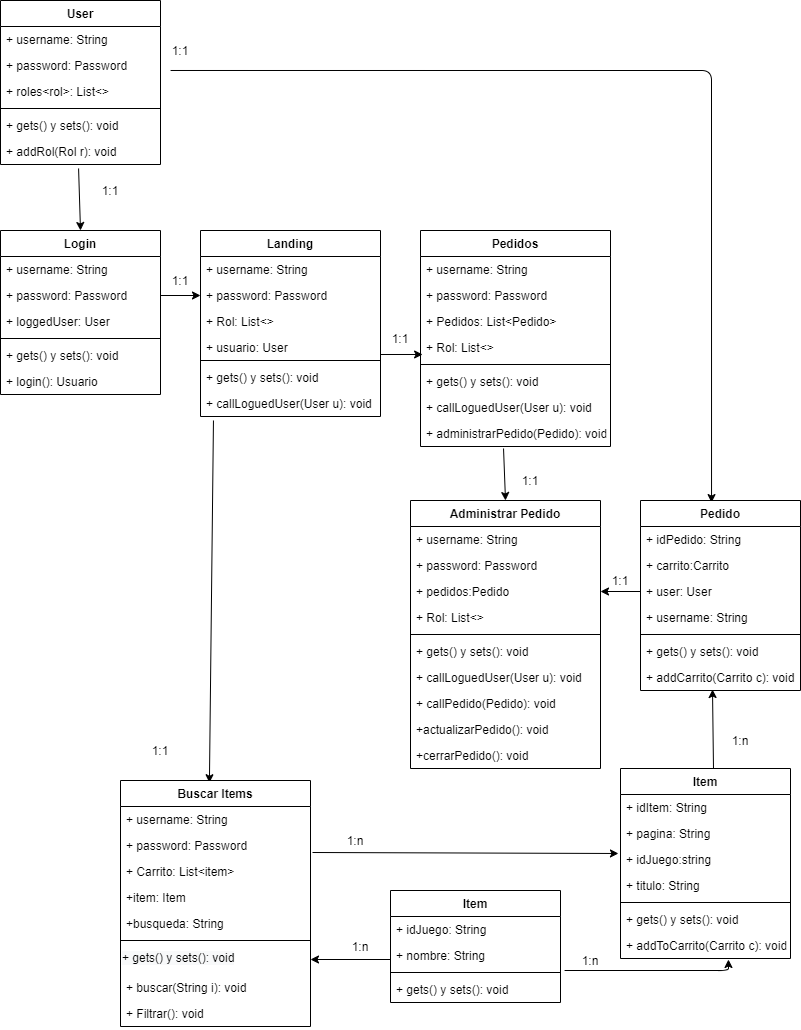 User
+ username: String
+ password: Password
+ roles<rol>: List<>
+ gets() y sets(): void
+ addRol(Rol r): void
1:1
1:1
Login
+ username: String
+ password: Password
+ loggedUser: User
+ gets() y sets(): void
+ login(): Usuario
1:1
Landing
+ username: String
+ password: Password
+ Rol: List<>
+ usuario: User
+ gets() y sets(): void
+ callLoguedUser(User u): void
1:1
Pedidos
+ username: String
+ password: Password
+ Pedidos: List<Pedido>
+ Rol: List<>
+ gets() y sets(): void
+ callLoguedUser(User u): void
+ administrarPedido(Pedido): void
1:1
Administrar Pedido
+ username: String
+ password: Password
+ pedidos:Pedido
+ Rol: List<>
+ gets() y sets(): void
+ callLoguedUser(User u): void
+ callPedido(Pedido): void
+actualizarPedido(): void
+cerrarPedido(): void
1:1
Pedido
+ idPedido: String
+ carrito:Carrito
+ user: User
+ username: String
+ gets() y sets(): void
+ addCarrito(Carrito c): void
1:n
1:1
Buscar Items
+ username: String
+ password: Password
+ Carrito: List<item>
+item: Item
+busqueda: String
+ gets() y sets(): void
+ buscar(String i): void
+ Filtrar(): void
1:n
Item
+ idItem: String
+ pagina: String
+ idJuego:string
+ titulo: String
+ gets() y sets(): void
+ addToCarrito(Carrito c): void
1:n
Item
+ idJuego: String
+ nombre: String
+ gets() y sets(): void
1:n